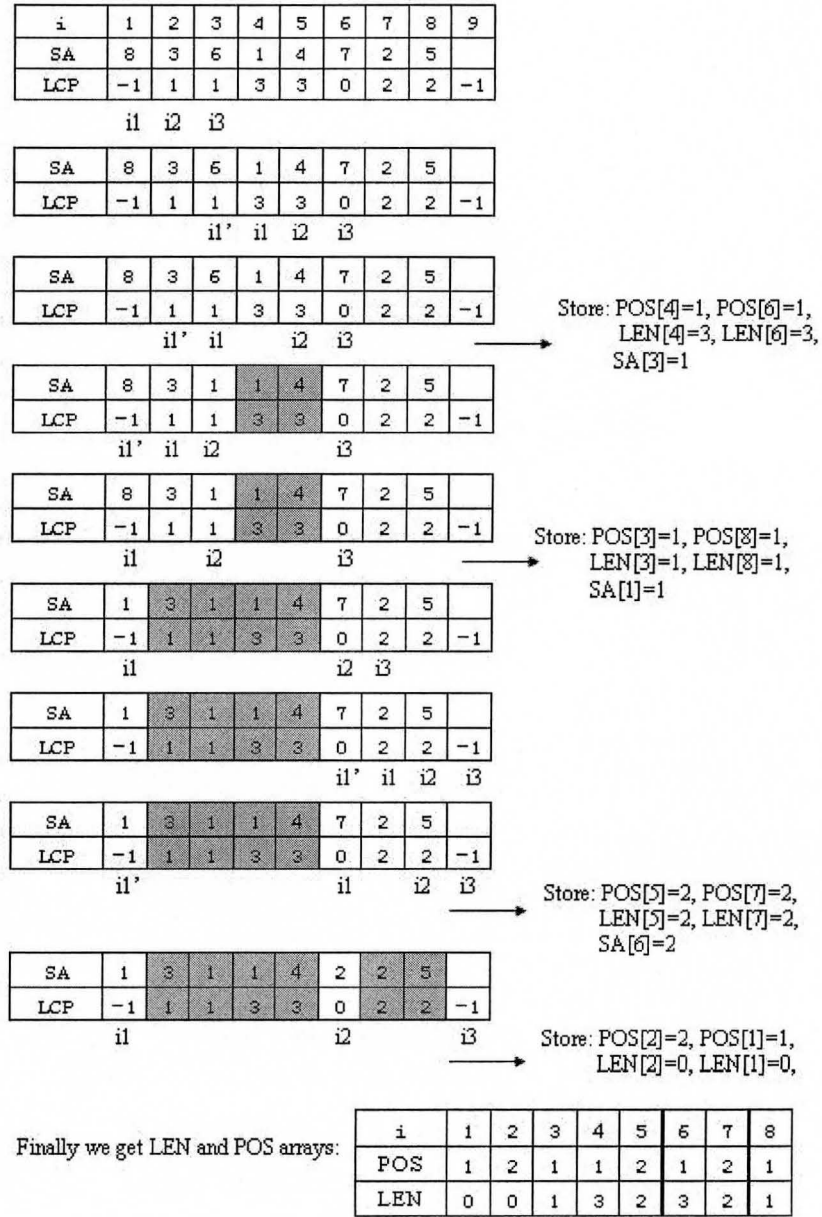 i 1 2 3 4 5 6 7 8 9
SA 8 3 6 1 4 7 2 5
LCP -1 1 1 3 3 0 2 2 -1
i1 i2 i3
SA 8 3 6 1 4 7 2 5
LCP -1 1 1 3 3 0 2 2 -1
i1' i1 i2 i3
SA 8 3 6 1 4 7 2 5
LCP -1 1 1 3 3 0 2 2 -1
i1' i1 i2 i3
Store: POS[4]=1, POS[6]=1,
LEN[4]=3, LEN[6]=3,
SA[3]=1
SA 8 3 1 1 4 7 2 5
LCP -1 1 1 3 3 0 2 2 -1
i1' i1 i2 i3
SA 8 3 1 1 4 7 2 5
LCP -1 1 1 3 3 0 2 2 -1
i1 i2 i3
Store: POS[3]=1, POS[8]=1,
LEN[3]=1, LEN[8]=1,
SA[1]=1
SA 1 3 1 1 4 7 2 5
LCP -1 1 1 3 3 0 2 2 -1
i1 i2 i3
SA 1 3 1 1 4 7 2 5
LCP -1 1 1 3 3 0 2 2 -1
i1' i1 i2 i3
SA 1 3 1 1 4 7 2 5
LCP -1 1 1 3 3 0 2 2 -1
i1' i1 i2 i3
Store: POS[5]=2, POS[7]=2,
LEN[5]=2, LEN[7]=2,
SA[6]=2
SA 1 3 1 1 4 2 2 5
LCP -1 1 1 3 3 0 2 2 -1
i1 i2 i3
Store: POS[2]=2, POS[1]=1,
LEN[2]=0, LEN[1]=0,
Finally we get LEN and POS arrays:
i 1 2 3 4 5 6 7 8
POS 1 2 1 1 2 1 2 1
LEN 0 0 1 3 2 3 2 1